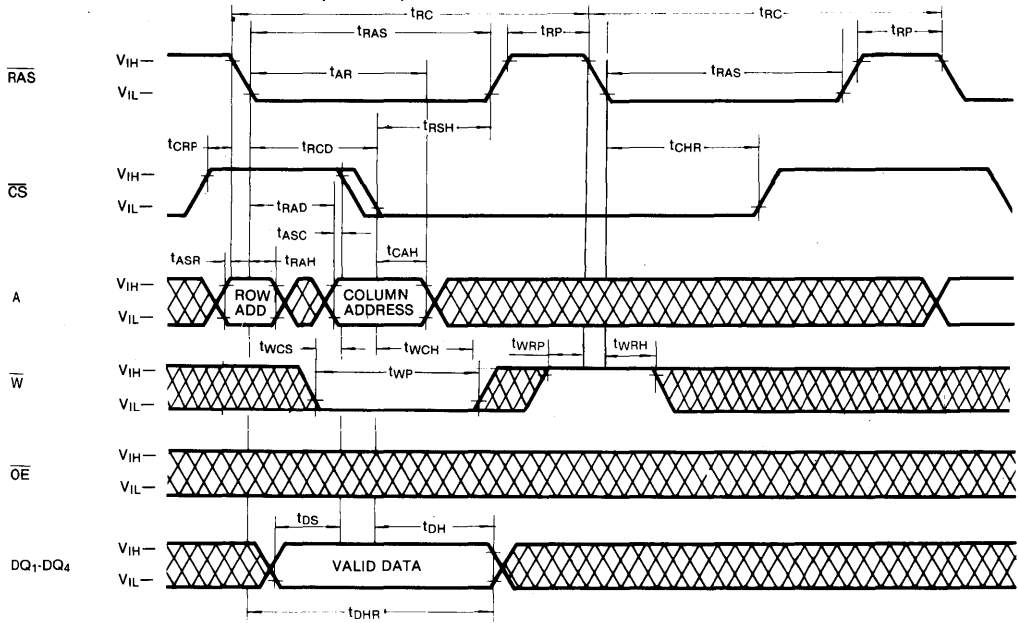 tRC tRC
tRAS tRP tRP
VIH—
RAS tAR tRAS
VIL—
tRSH
tCRP tRCD tCHR
VIH—
CS
VIL—
tRAD
tASC
tASR tRAH tCAH
VIH—
A ROW ADD COLUMN ADDRESS
VIL—
tWCS tWCH tWRP tWRH
tWP
VIH—
W
VIL—
VIH—
OE
VIL—
tDS tDH
VIH—
DQ1-DQ4 VALID DATA
VIL—
tDHR